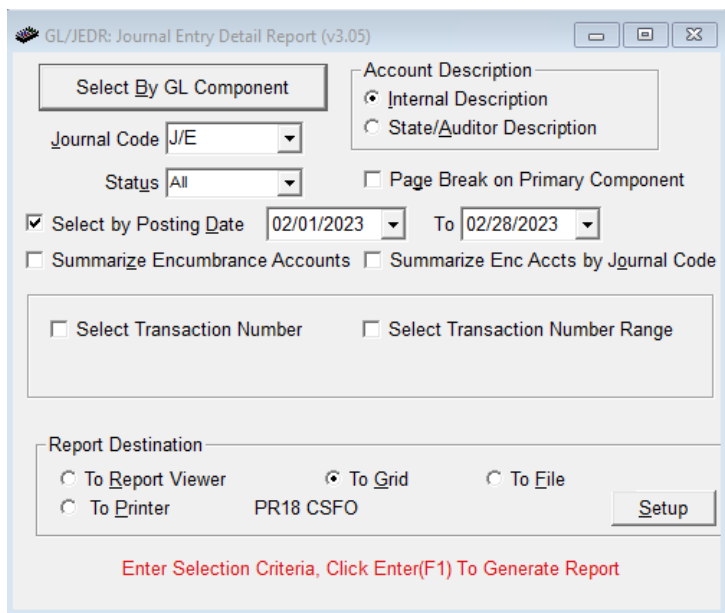 GL/JEDR: Journal Entry Detail Report (v3.05)
Select By GL Component
Account Description
Internal Description
State/Auditor Description
Journal Code J/E
Status All
Page Break on Primary Component
Select by Posting Date 02/01/2023 To 02/28/2023
Summarize Encumbrance Accounts Summarize Enc Accts by Journal Code
Select Transaction Number Select Transaction Number Range
Report Destination
To Report Viewer To Grid To File
To Printer PR18 CSFO Setup
Enter Selection Criteria, Click Enter(F1) To Generate Report